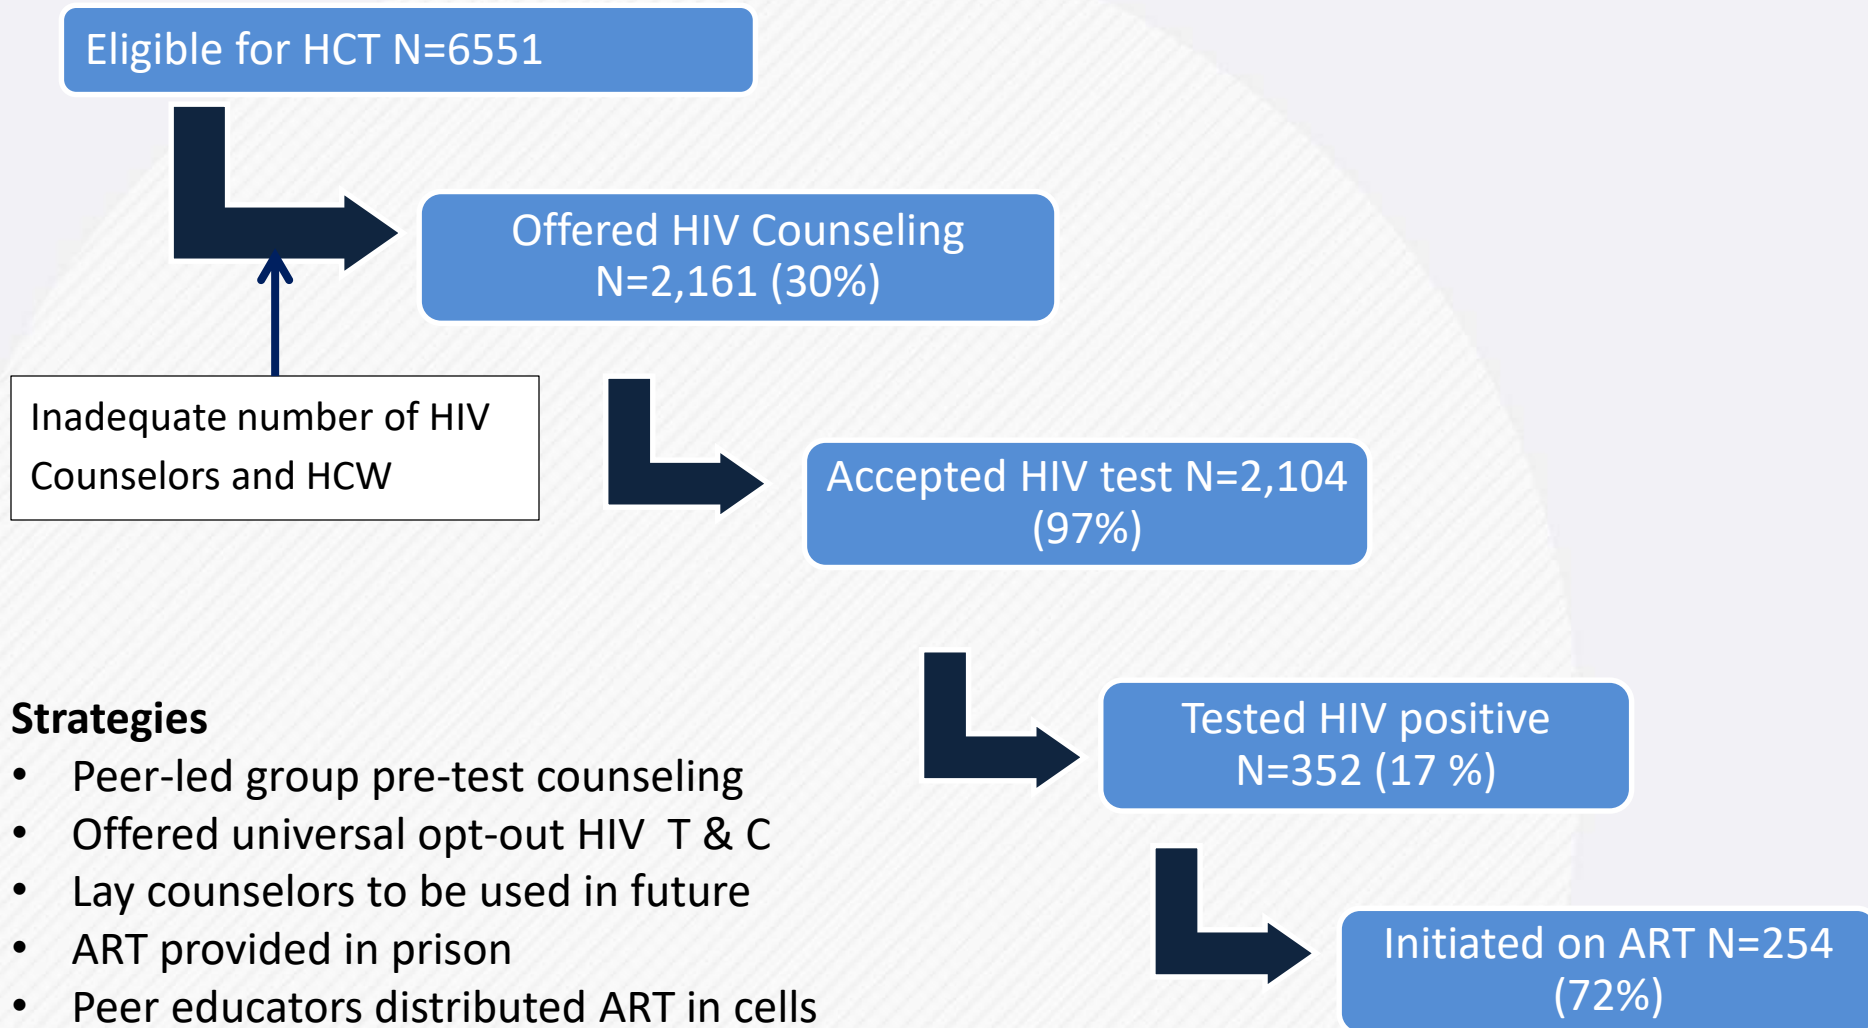 Eligible for HCT N=6551
Offered HIV Counseling
N=2,161 (30%)
Inadequate number of HIV
Counselors and HCW
Accepted HIV test N=2,104
(97%)
Tested HIV positive
N=352 (17 %)
Initiated on ART N=254
(72%)
Strategies
• Peer-led group pre-test counseling
• Offered universal opt-out HIV T & C
• Lay counselors to be used in future
• ART provided in prison
• Peer educators distributed ART in cells